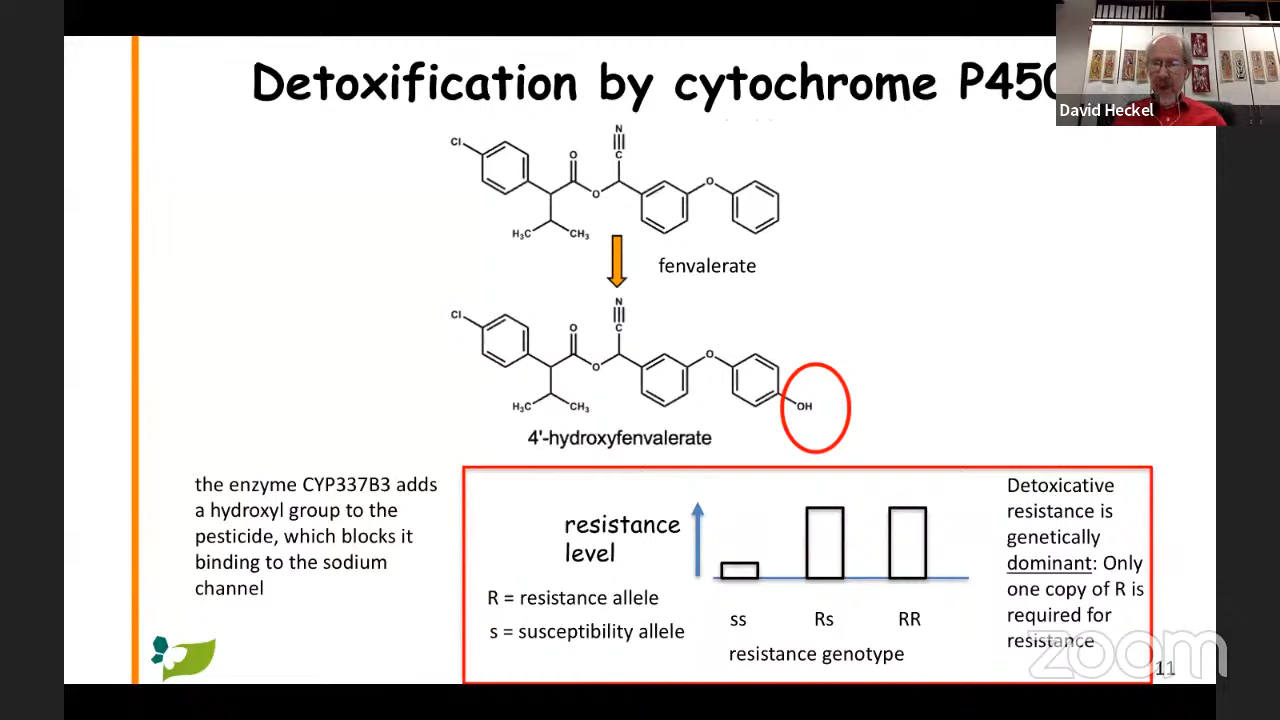 Detoxification by cytochrome P450
David Heckel
N
C
Cl
O
O
O
H₃C
CH₃
fenvalerate
N
C
Cl
O
O
O
H₃C
CH₃
OH
4'-hydroxyfenvalerate
the enzyme CYP337B3 adds
a hydroxyl group to the
pesticide, which blocks it
binding to the sodium
channel
resistance
level
R = resistance allele
s = susceptibility allele
ss
Rs
RR
resistance genotype
Detoxicative
resistance is
genetically
dominant: Only
one copy of R is
required for
resistance
zoom
11